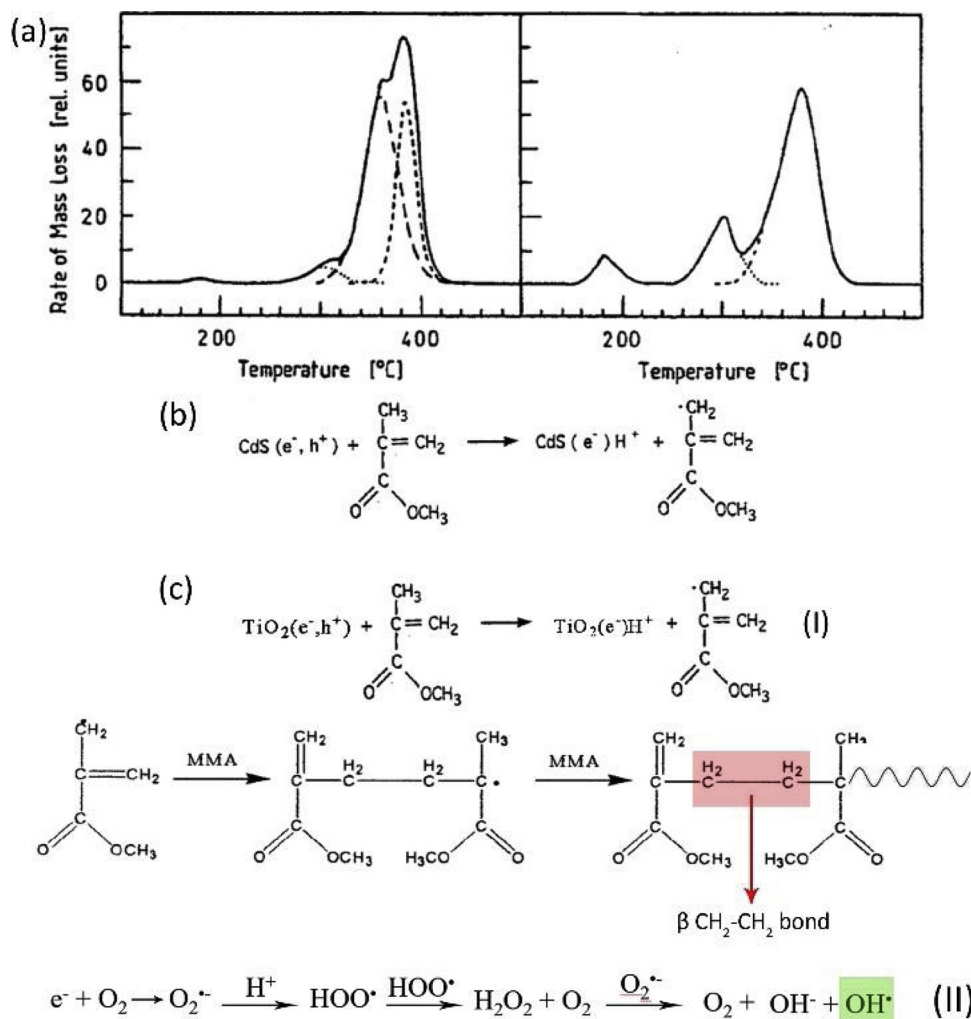 (a)
Rate of Mass Loss [rel. units]
60
40
20
0
200 400
200 400
Temperature [°C] Temperature [°C]
(b)
CH₃ ·CH₂
CdS (e⁻, h⁺) + C=CH₂ → CdS (e⁻)H⁺ + C=CH₂
C C
O OCH₃ O OCH₃
(c)
CH₃ ·CH₂
TiO₂(e⁻,h⁺) + C=CH₂ → TiO₂(e⁻)H⁺ + C=CH₂ (I)
C C
O OCH₃ O OCH₃
ĊH₂ CH₂ CH₃ CH₂ CH₃
C CH₂ MMA C C H₂ C H₂ C· MMA C C H₂ C H₂ C
C C C C C
O OCH₃ O OCH₃ H₃CO O O OCH₃ H₃CO O
β CH₂-CH₂ bond
e⁻ + O₂ → O₂•⁻ H⁺ → HOO• HOO• → H₂O₂ + O₂ O₂•⁻ → O₂ + OH⁻ + OH• (II)